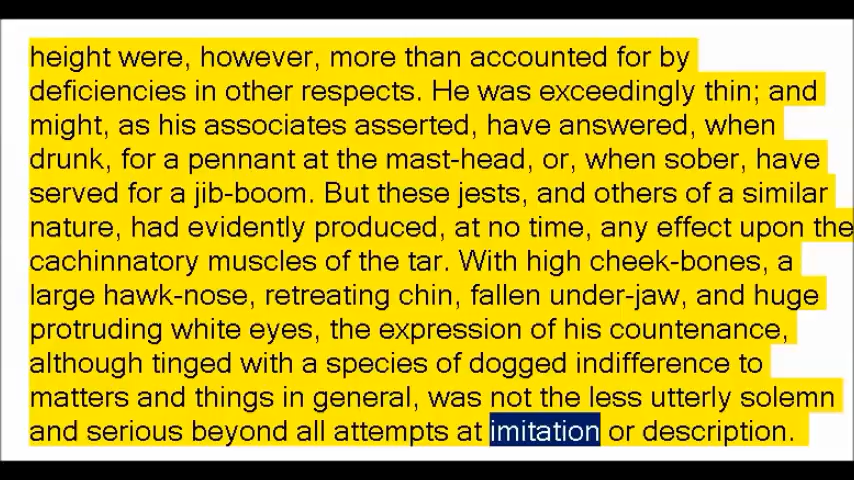 height were, however, more than accounted for by
deficiencies in other respects. He was exceedingly thin; and
might, as his associates asserted, have answered, when
drunk, for a pennant at the mast-head, or, when sober, have
served for a jib-boom. But these jests, and others of a similar
nature, had evidently produced, at no time, any effect upon the
cachinnatory muscles of the tar. With high cheek-bones, a
large hawk-nose, retreating chin, fallen under-jaw, and huge
protruding white eyes, the expression of his countenance,
although tinged with a species of dogged indifference to
matters and things in general, was not the less utterly solemn
and serious beyond all attempts at imitation or description.